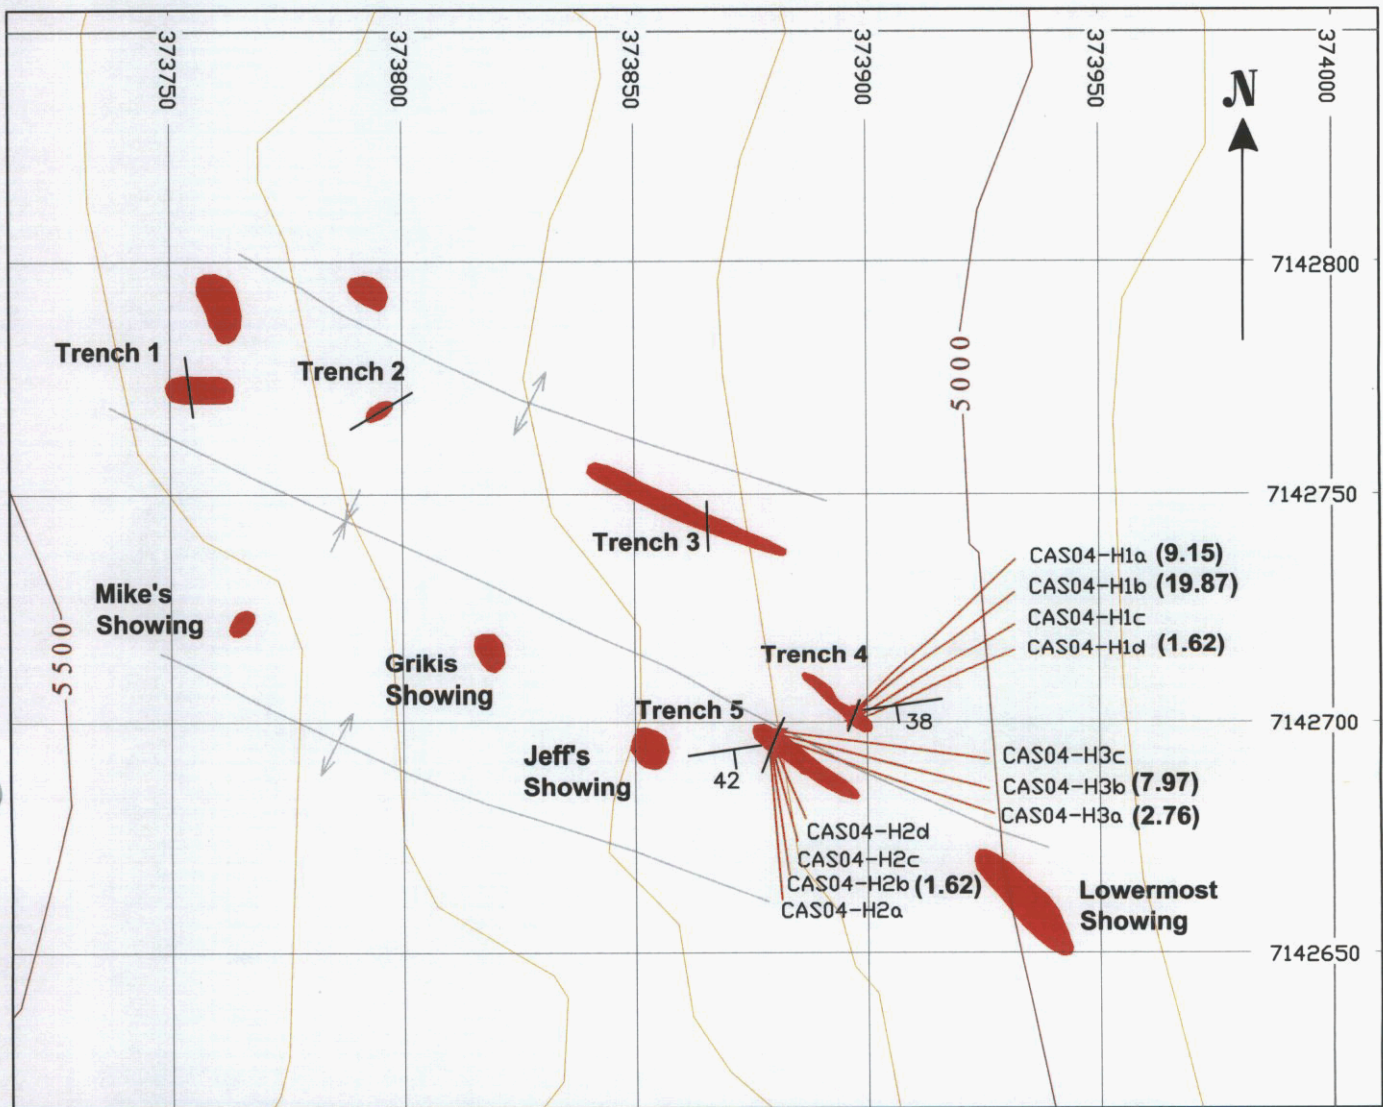 373750
373800
373850
373900
373950
374000
N
7142800
5000
Trench 1
Trench 2
7142750
Trench 3
CAS04-H1a (9.15)
CAS04-H1b (19.87)
CAS04-H1c
CAS04-H1d (1.62)
Mike's
Showing
5500
Grikis
Showing
Trench 4
Trench 5
38
7142700
Jeff's
Showing
42
CAS04-H3c
CAS04-H3b (7.97)
CAS04-H3a (2.76)
CAS04-H2d
CAS04-H2c
CAS04-H2b (1.62)
CAS04-H2a
Lowermost
Showing
7142650